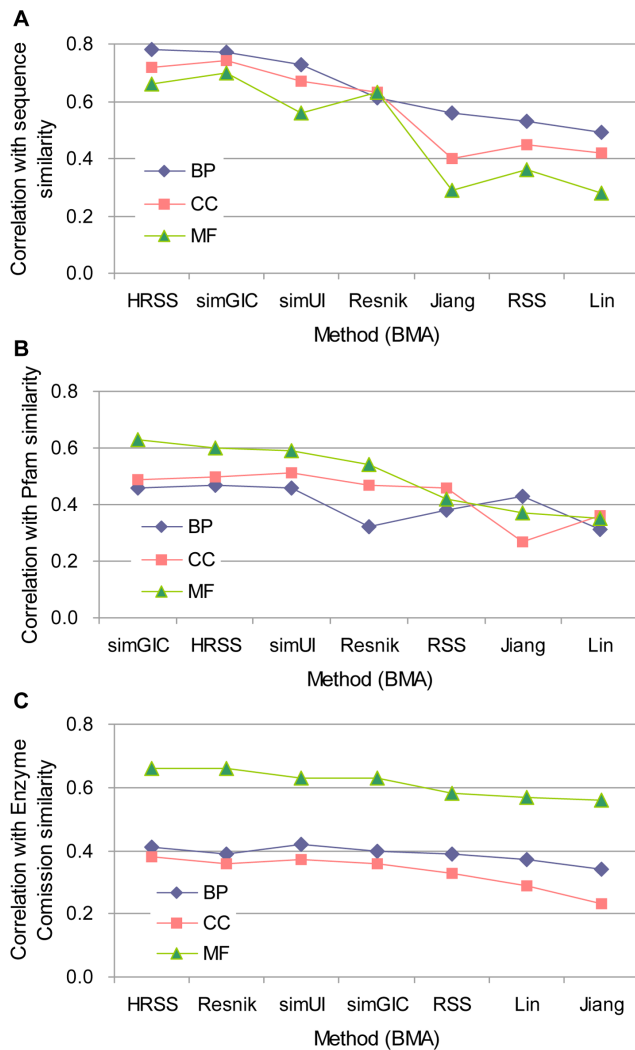 A
Correlation with sequence
similarity
0.8
0.6
0.4
0.2
0.0
BP
CC
MF
HRSS simGIC simUI Resnik Jiang RSS Lin
Method (BMA)
B
Correlation with Pfam similarity
0.8
0.6
0.4
0.2
0.0
BP
CC
MF
simGIC HRSS simUI Resnik RSS Jiang Lin
Method (BMA)
C
Correlation with Enzyme
Comission similarity
0.8
0.6
0.4
0.2
0.0
BP
CC
MF
HRSS Resnik simUI simGIC RSS Lin Jiang
Method (BMA)